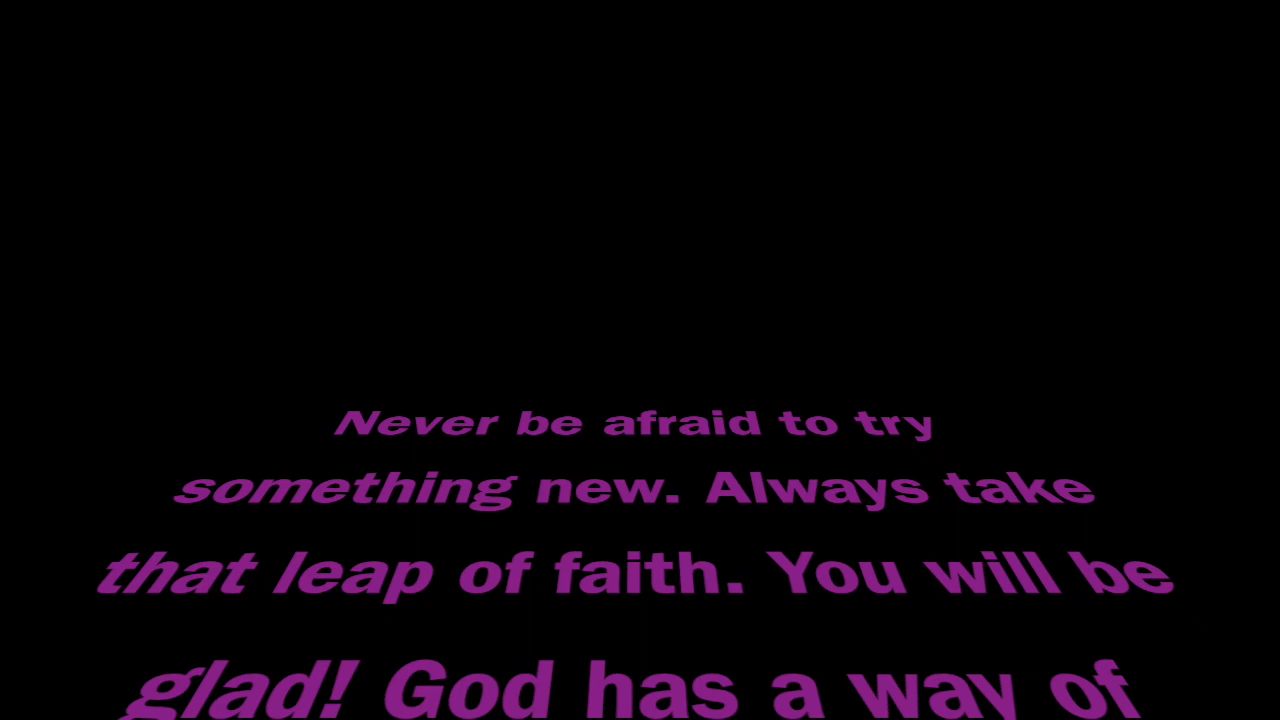 Never be afraid to try
something new. Always take
that leap of faith. You will be
glad! God has a way of